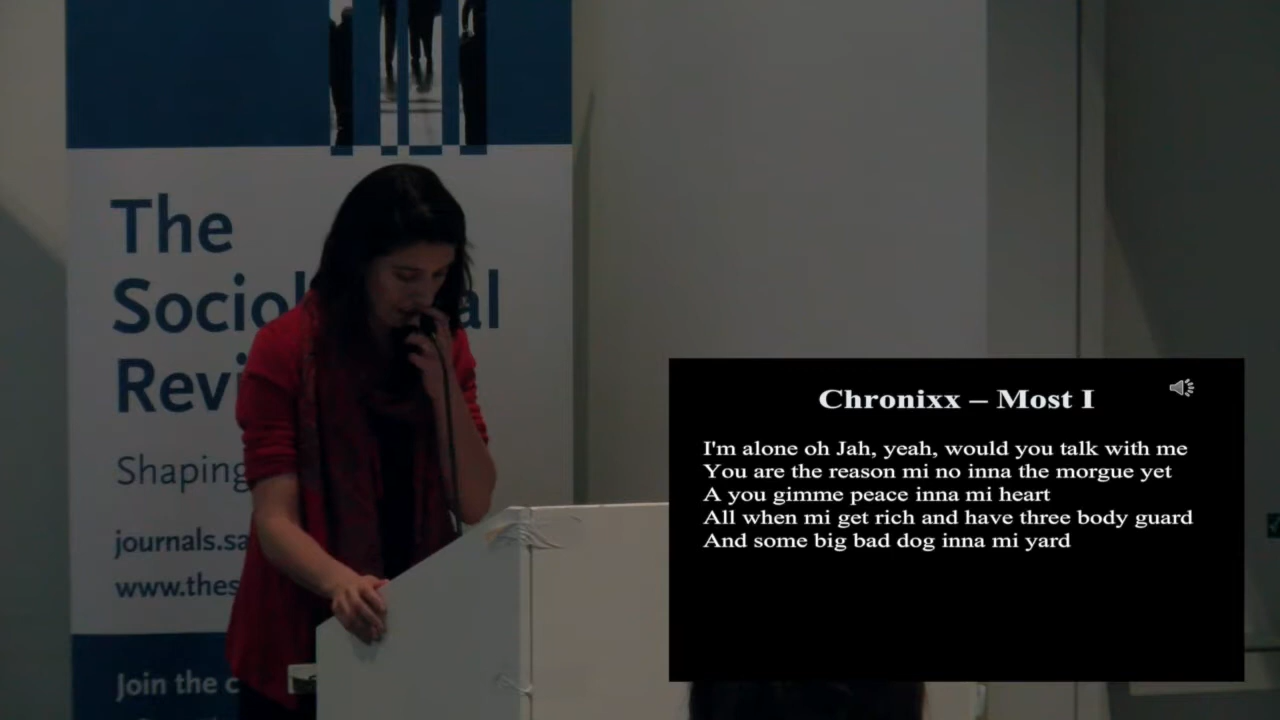 The
Sociol al
Revi
Shaping
journals.sa
www.thes
Join the c
Chronixx – Most I
I'm alone oh Jah, yeah, would you talk with me
You are the reason mi no inna the morgue yet
A you gimme peace inna mi heart
All when mi get rich and have three body guard
And some big bad dog inna mi yard